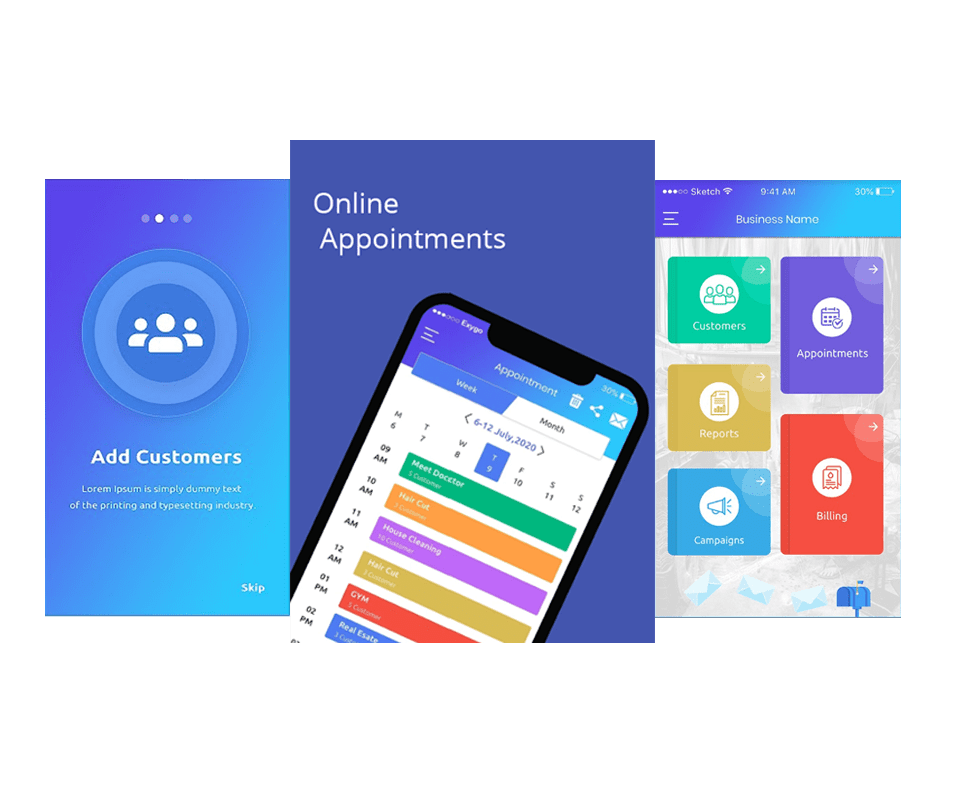 Add Customers
Lorem Ipsum is simply dummy text
of the printing and typesetting industry.
Skip
Online
Appointments
Exygo
30%
Appointment
Week
Month
6-12 July,2020
M T W T F S S
6 7 8 9 10 11 12
09
AM
Meet Docctor
5 Customer
10
AM
Hair Cut
3 Customer
11
AM
House Cleaning
10 Customer
12
AM
Hair Cut
3 Customer
01
PM
GYM
5 Customer
02
PM
Real Esate
3 Customer
Sketch 9:41 AM 30%
Business Name
Customers
Appointments
Reports
Billing
Campaigns